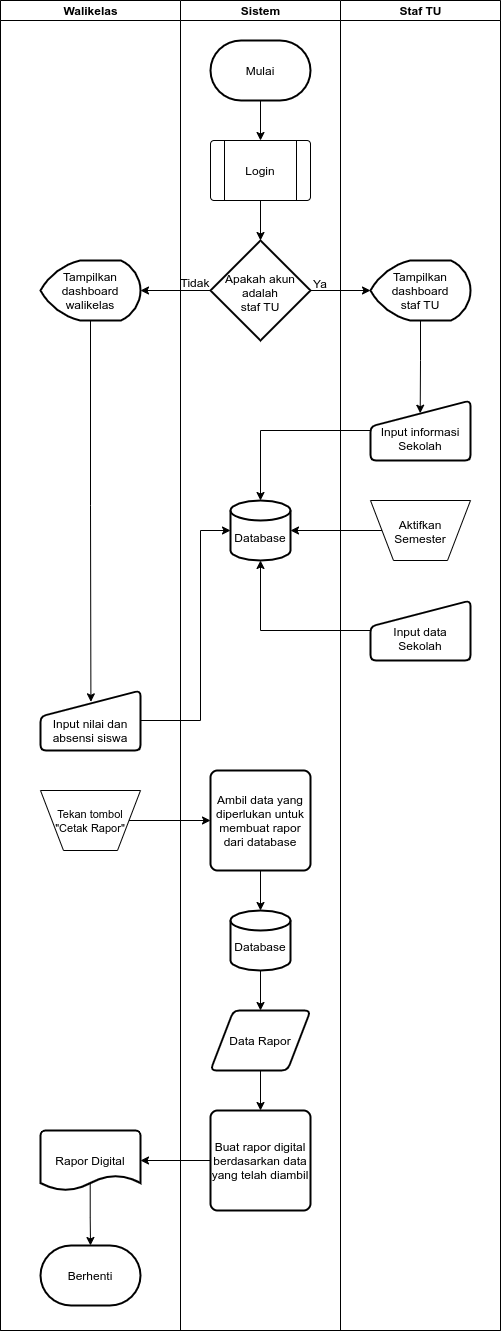 Walikelas
Sistem
Staf TU
Mulai
Login
Apakah akun
adalah
staf TU
Tidak
Ya
Tampilkan
dashboard
walikelas
Tampilkan
dashboard
staf TU
Input informasi
Sekolah
Database
Aktifkan
Semester
Input data
Sekolah
Input nilai dan
absensi siswa
Tekan tombol
"Cetak Rapor"
Ambil data yang
diperlukan untuk
membuat rapor
dari database
Database
Data Rapor
Buat rapor digital
berdasarkan data
yang telah diambil
Rapor Digital
Berhenti